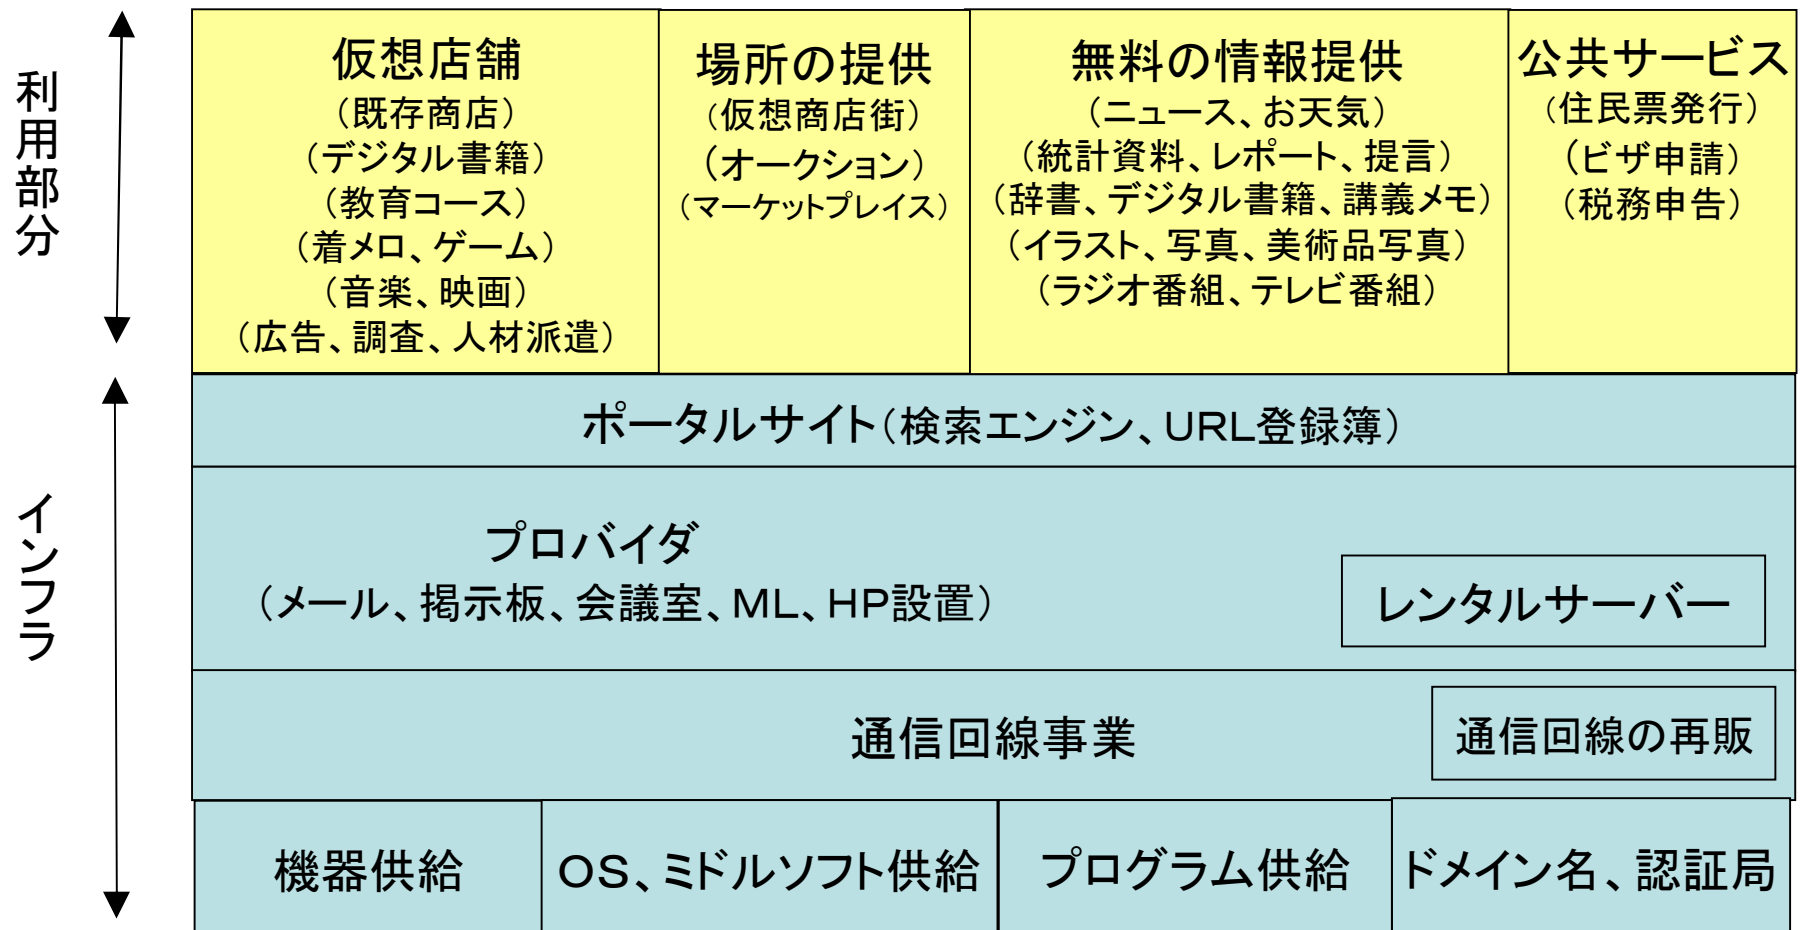 利用部分
仮想店舗
（既存商店）
（デジタル書籍）
（教育コース）
（着メロ、ゲーム）
（音楽、映画）
（広告、調査、人材派遣）
場所の提供
（仮想商店街）
（オークション）
（マーケットプレイス）
無料の情報提供
（ニュース、お天気）
（統計資料、レポート、提言）
（辞書、デジタル書籍、講義メモ）
（イラスト、写真、美術品写真）
（ラジオ番組、テレビ番組）
公共サービス
（住民票発行）
（ビザ申請）
（税務申告）
インフラ
ポータルサイト（検索エンジン、URL登録簿）
プロバイダ
（メール、掲示板、会議室、ML、HP設置）
レンタルサーバー
通信回線事業
通信回線の再販
機器供給
OS、ミドルソフト供給
プログラム供給
ドメイン名、認証局